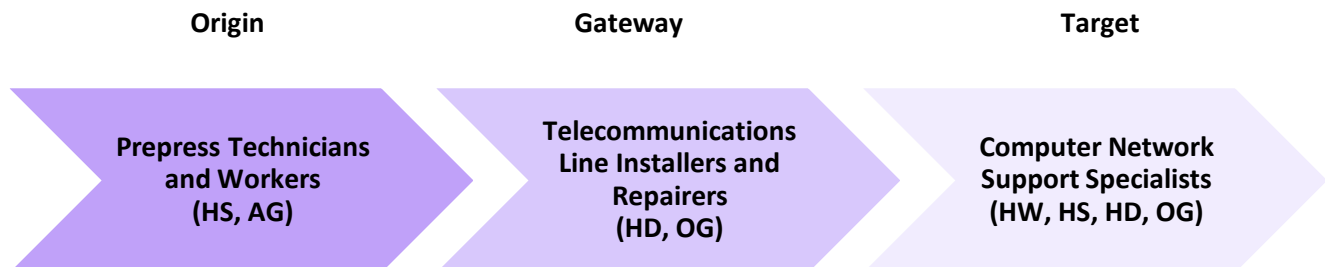 Origin
Gateway
Target
Prepress Technicians
and Workers
(HS, AG)
Telecommunications
Line Installers and
Repairers
(HD, OG)
Computer Network
Support Specialists
(HW, HS, HD, OG)